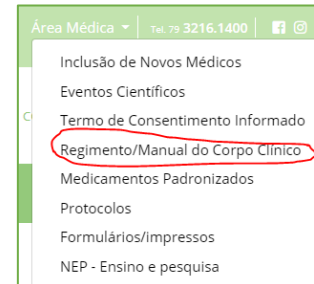 Área Médica Tel. 79 3216.1400
Inclusão de Novos Médicos
Eventos Científicos
Termo de Consentimento Informado
Regimento/Manual do Corpo Clínico
Medicamentos Padronizados
Protocolos
Formulários/impressos
NEP - Ensino e pesquisa